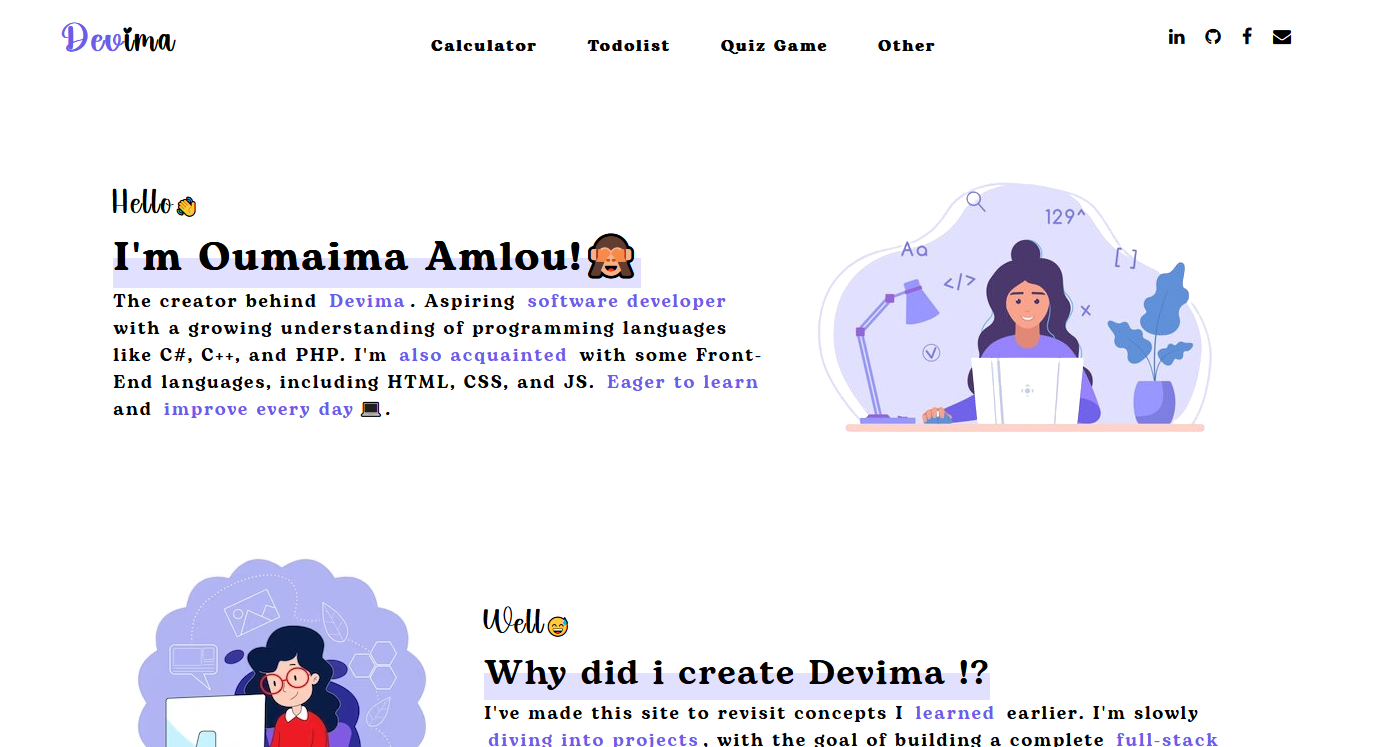 Devima
Calculator Todolist Quiz Game Other
Hello👋
I'm Oumaima Amlou!🙈
The creator behind Devima. Aspiring software developer
with a growing understanding of programming languages
like C#, C++, and PHP. I'm also acquainted with some Front-
End languages, including HTML, CSS, and JS. Eager to learn
and improve every day 💻.
129^
Aa
[ ]
</>
x
Well😅
Why did i create Devima !?
I've made this site to revisit concepts I learned earlier. I'm slowly
diving into projects, with the goal of building a complete full-stack